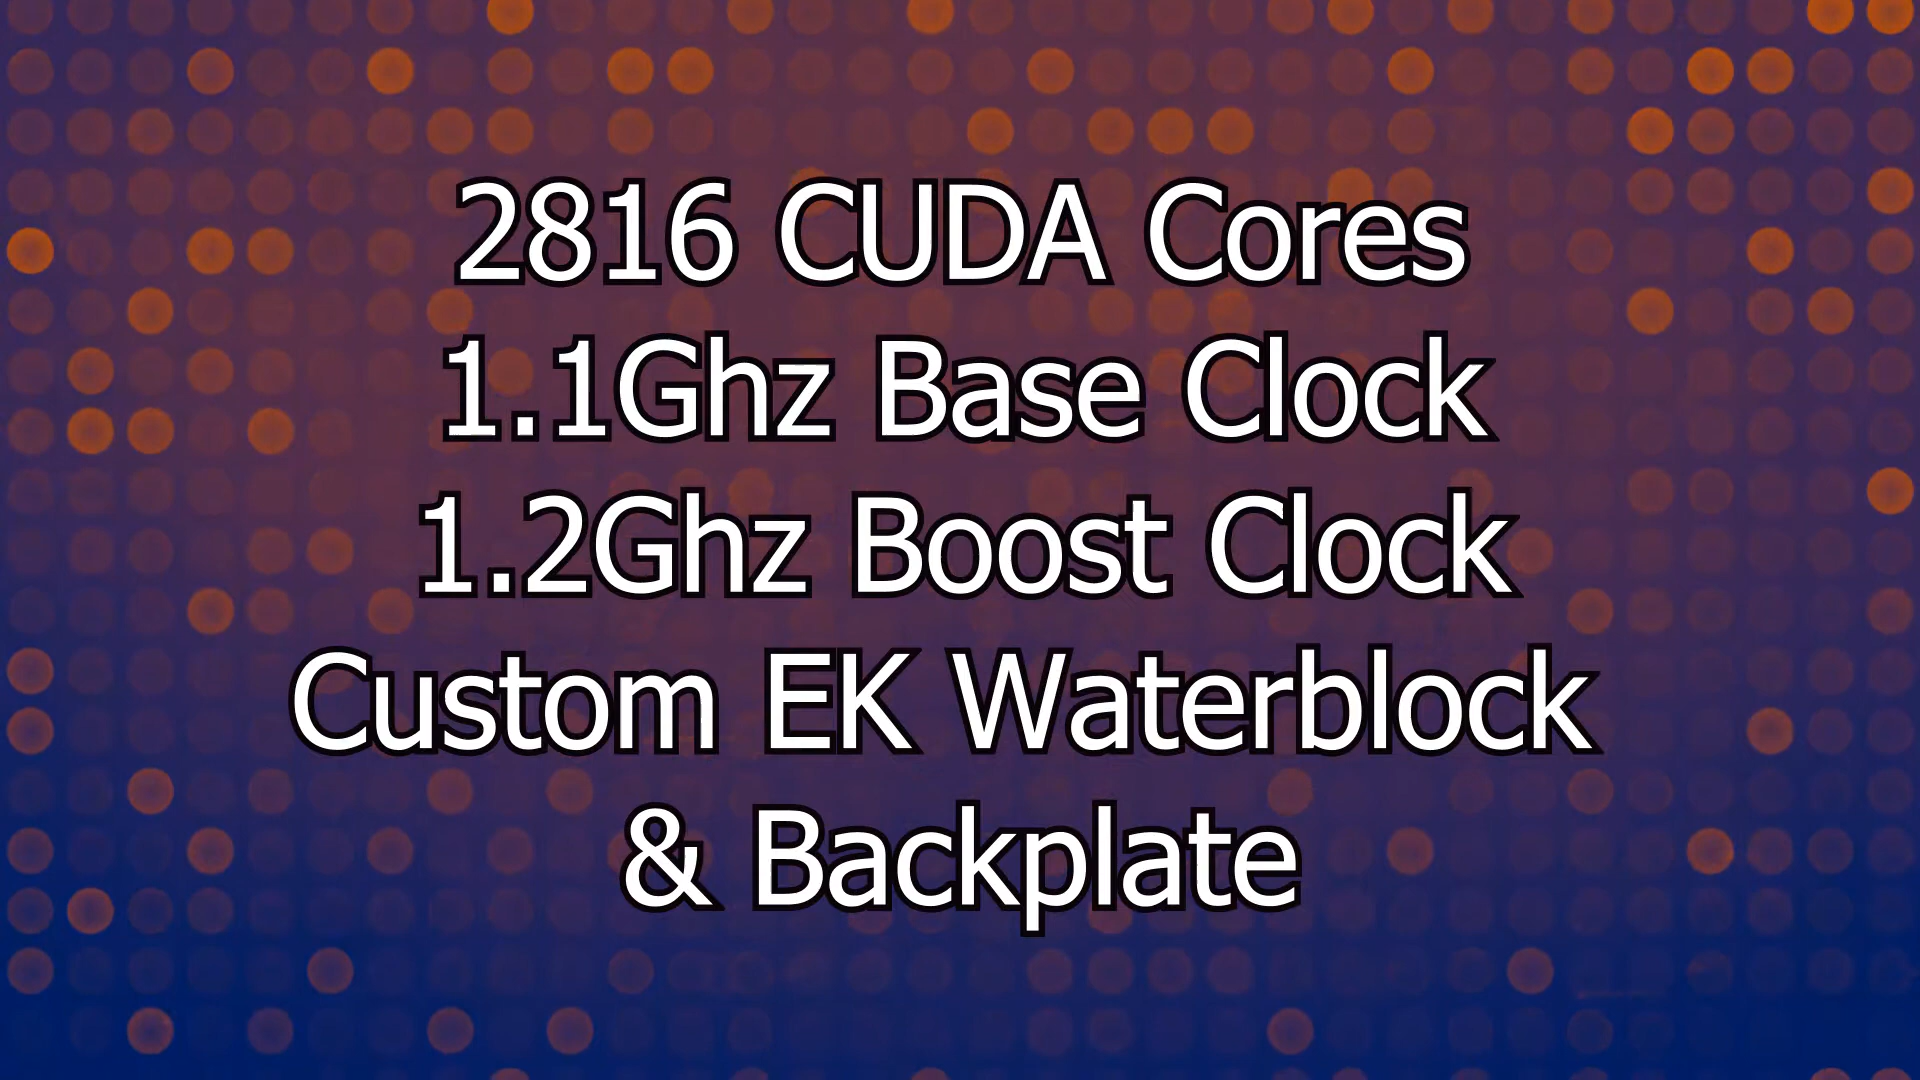 2816 CUDA Cores
1.1Ghz Base Clock
1.2Ghz Boost Clock
Custom EK Waterblock
& Backplate